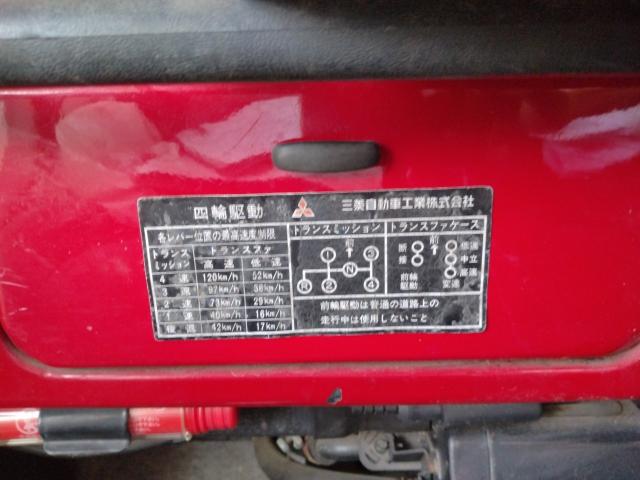 四輪駆動
三菱自動車工業株式会社
各レバー位置の最高速度制限
トランスミッション
トランスファ
高速 低速
4速 120km/h 52km/h
3速 97km/h 38km/h
2速 73km/h 29km/h
1速 40km/h 16km/h
後退 42km/h 17km/h
トランスミッション
前
1 3
N
R 2 4
トランスファケース
前
断 低速
接 中立
高速
前輪駆動 変速
前輪駆動は普通の道路上の
走行中は使用しないこと